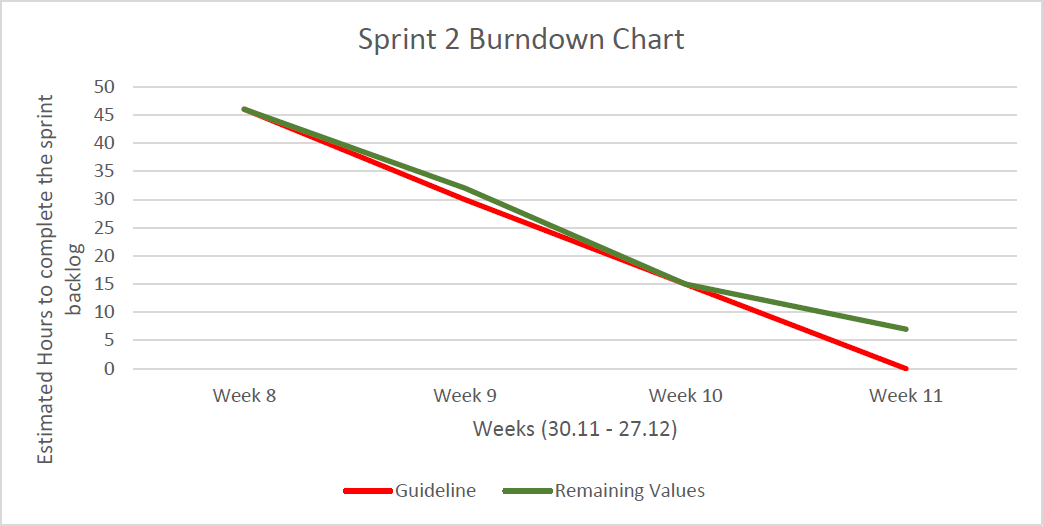 Sprint 2 Burndown Chart
Estimated Hours to complete the sprint
backlog
50
45
40
35
30
25
20
15
10
5
0
Week 8 Week 9 Week 10 Week 11
Weeks (30.11 - 27.12)
Guideline Remaining Values